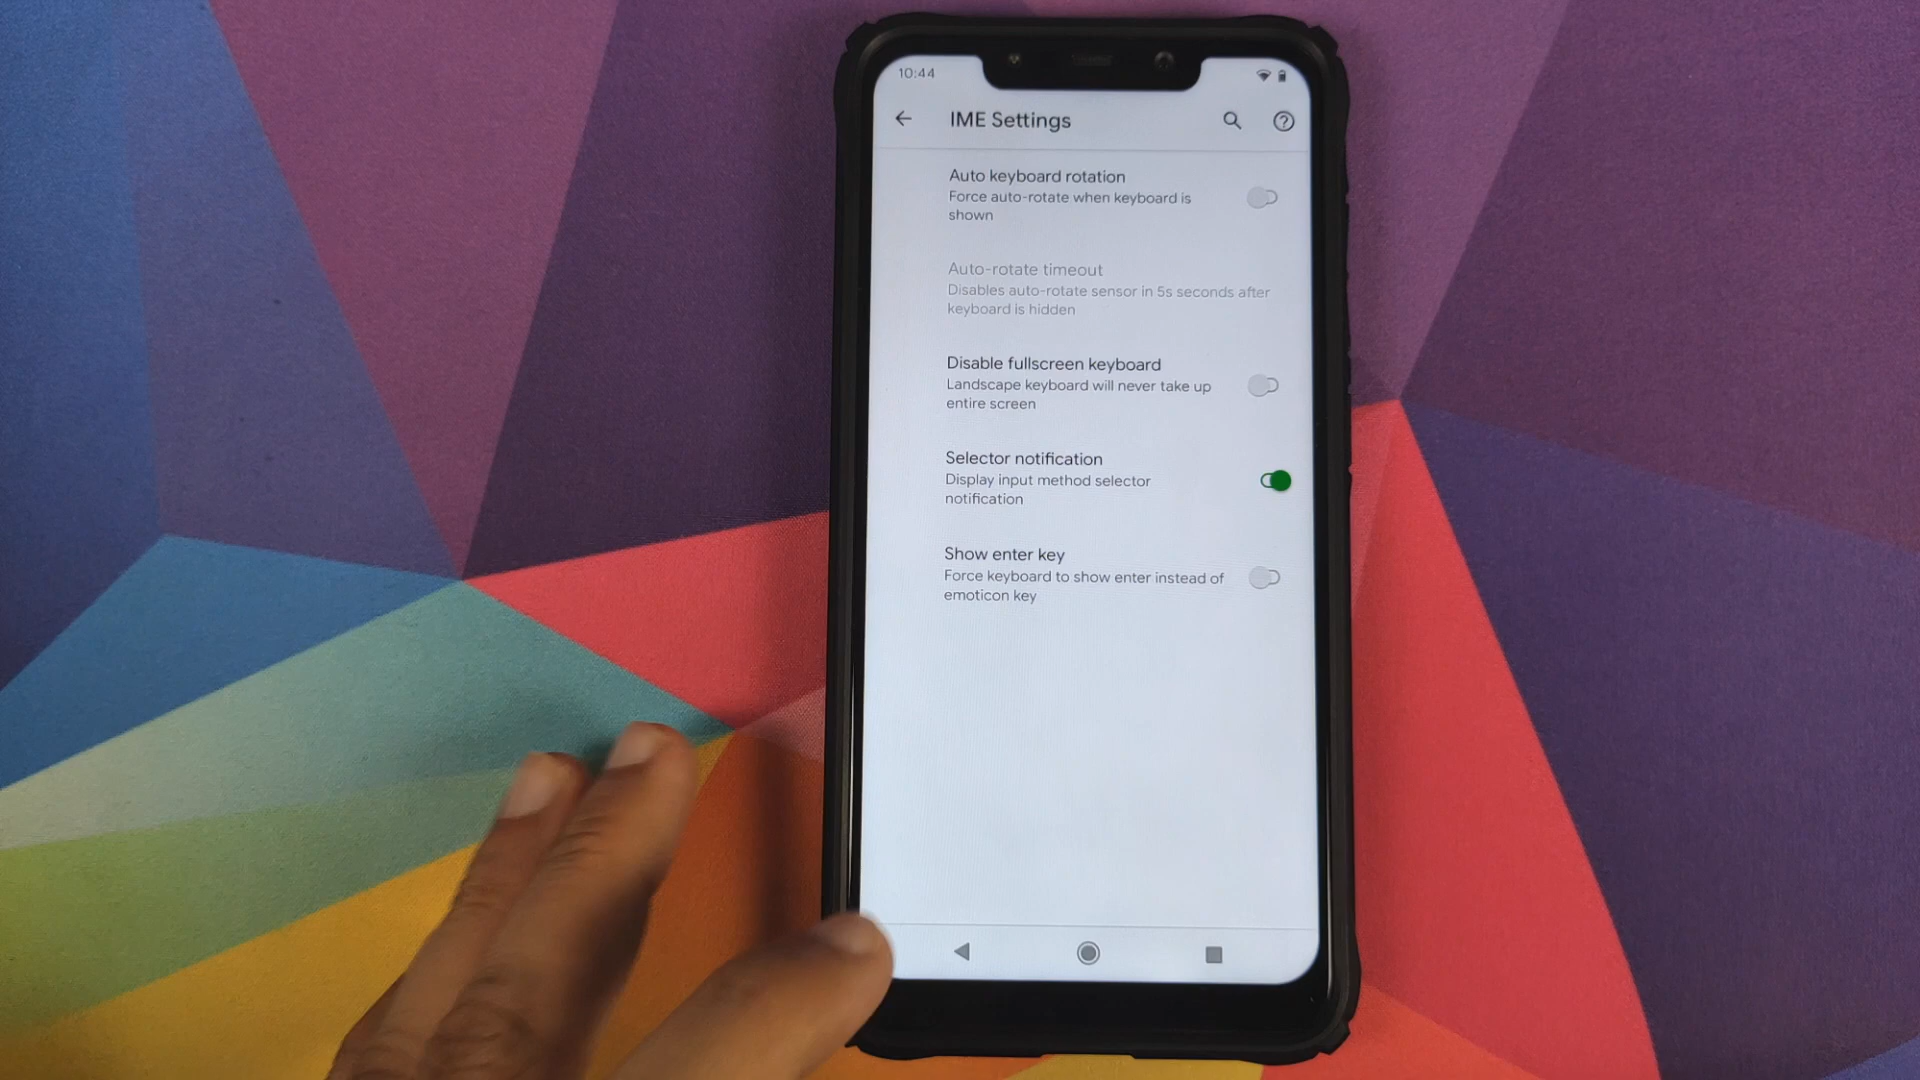 10:44
IME Settings
Auto keyboard rotation
Force auto-rotate when keyboard is
shown
Auto-rotate timeout
Disables auto-rotate sensor in 5s seconds after
keyboard is hidden
Disable fullscreen keyboard
Landscape keyboard will never take up
entire screen
Selector notification
Display input method selector
notification
Show enter key
Force keyboard to show enter instead of
emoticon key